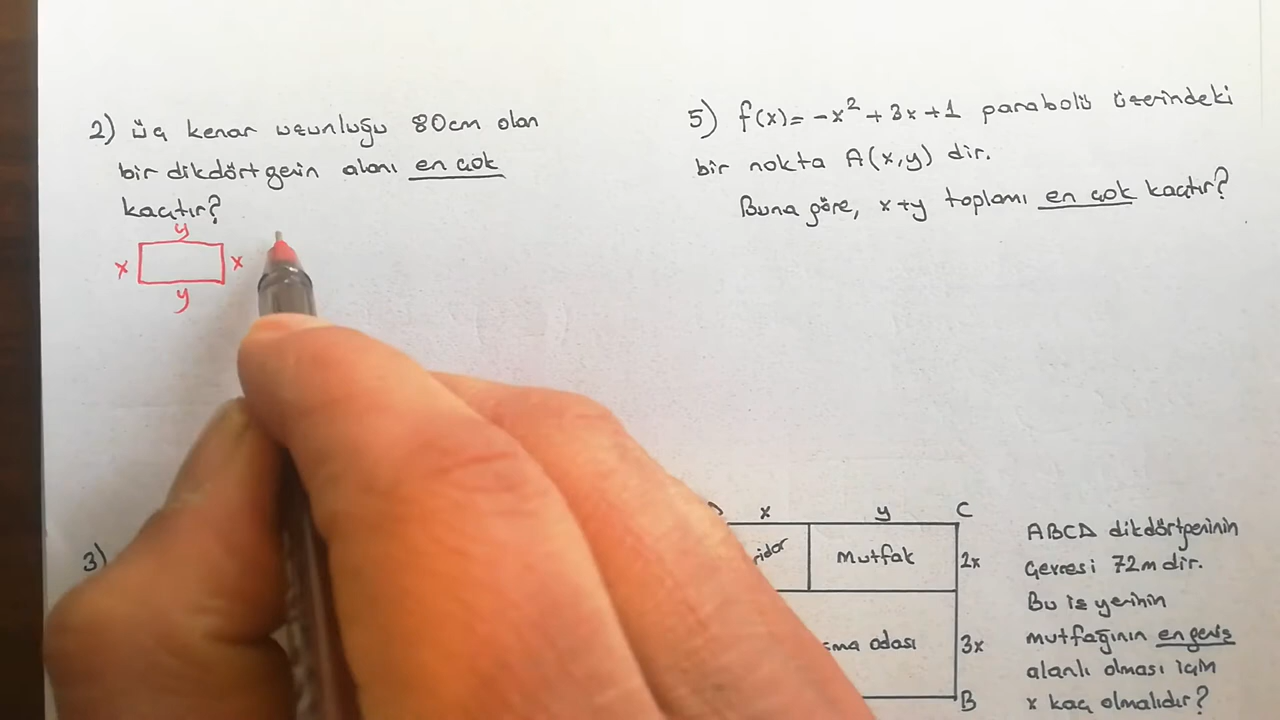 2) üç kenar uzunluğu 80cm olan
bir dikdörtgenin alanı en çok
kaçtır?
y
x x
y
3)
5) f(x)= -x² + 3x + 1 parabolü üzerindeki
bir nokta A(x,y) dir.
Buna göre, x+y toplamı en çok kaçtır?
x y C
mutfak 2x
odası 3x
B
ABCD dikdörtgeninin
çevresi 72m dir.
Bu iş yerinin
mutfağının en geniş
alanlı olması için
x kaç olmalıdır?